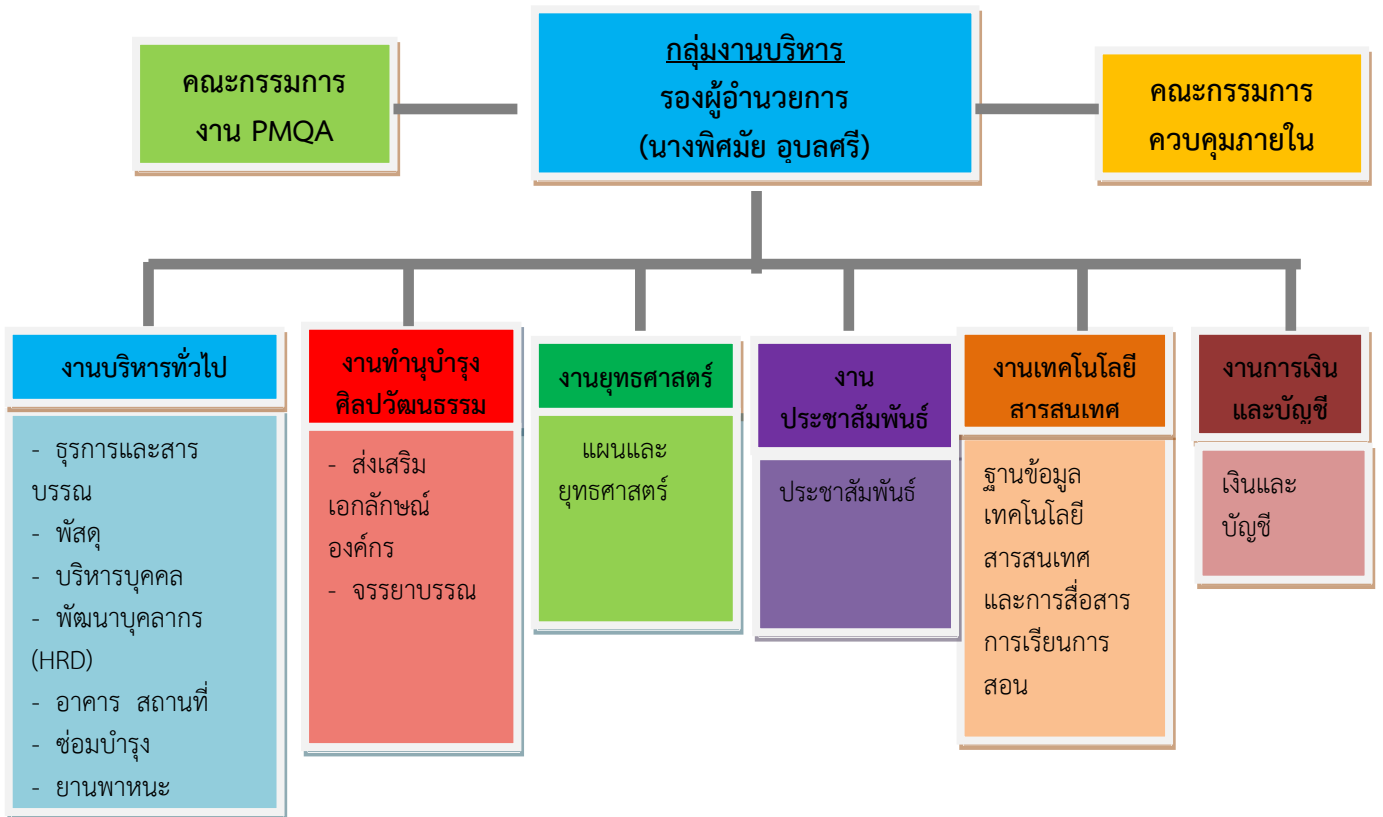 คณะกรรมการ
งาน PMQA
กลุ่มงานบริหาร
รองผู้อำนวยการ
(นางพิศมัย อุบลศรี)
คณะกรรมการ
ควบคุมภายใน
งานบริหารทั่วไป
- ธุรการและสาร
บรรณ
- พัสดุ
- บริหารบุคคล
- พัฒนาบุคลากร
(HRD)
- อาคาร สถานที่
- ซ่อมบำรุง
- ยานพาหนะ
งานทำนุบำรุง
ศิลปวัฒนธรรม
- ส่งเสริม
เอกลักษณ์
องค์กร
- จรรยาบรรณ
งานยุทธศาสตร์
แผนและ
ยุทธศาสตร์
งาน
ประชาสัมพันธ์
ประชาสัมพันธ์
งานเทคโนโลยี
สารสนเทศ
ฐานข้อมูล
เทคโนโลยี
สารสนเทศ
และการสื่อสาร
การเรียนการ
สอน
งานการเงิน
และบัญชี
เงินและ
บัญชี